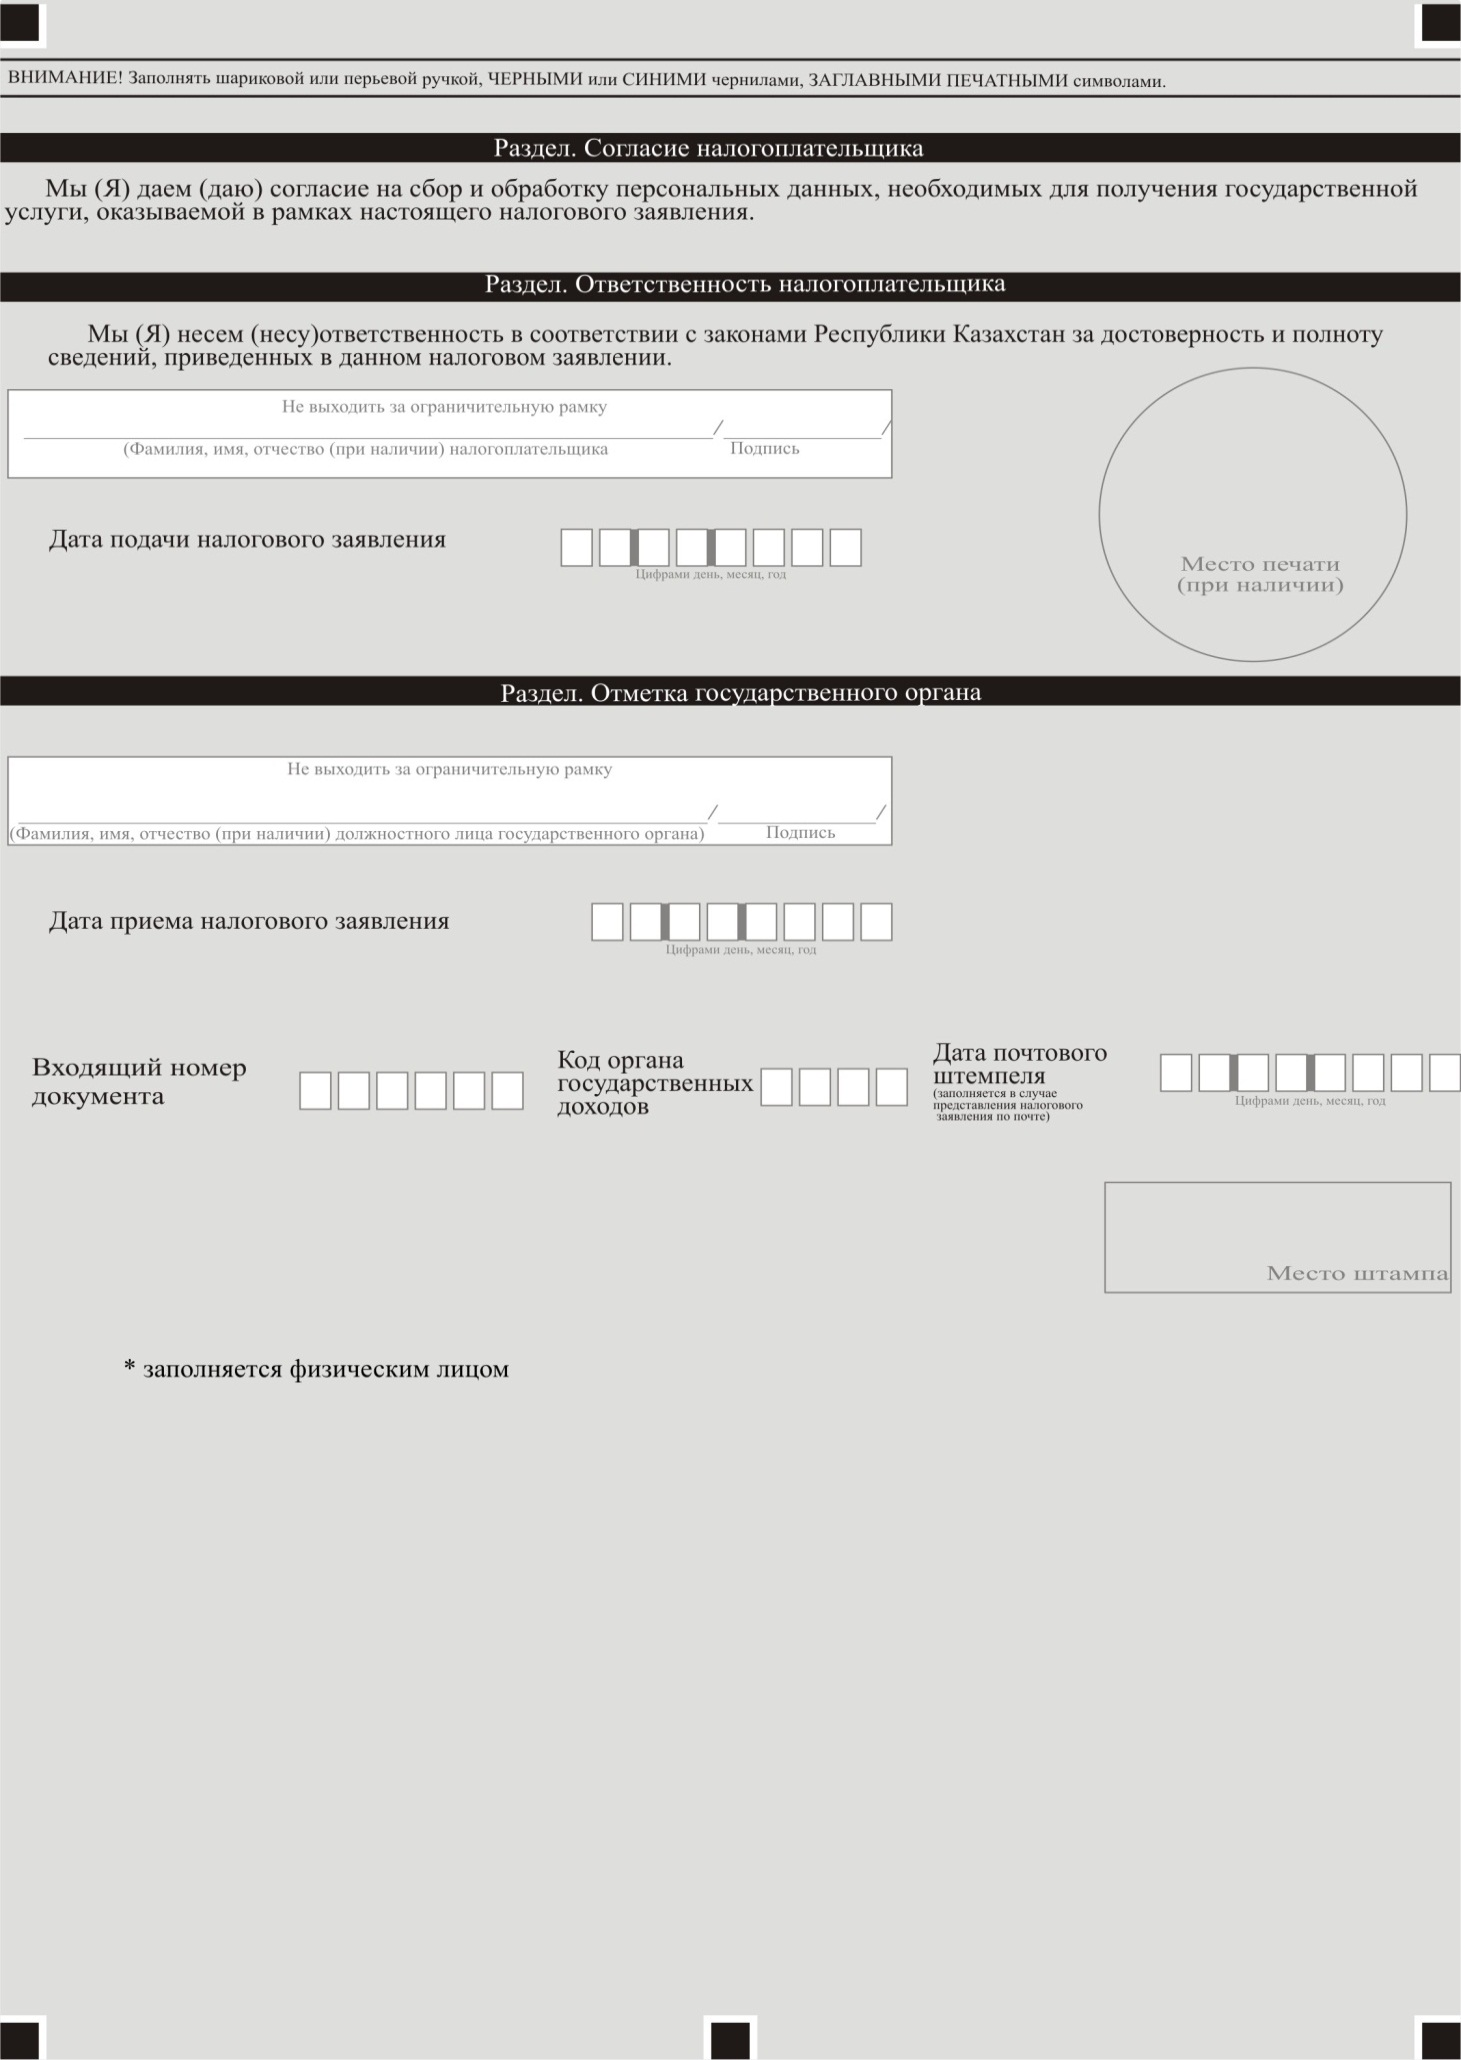 ВНИМАНИЕ! Заполнять шариковой или перьевой ручкой, ЧЕРНЫМИ или СИНИМИ чернилами, ЗАГЛАВНЫМИ ПЕЧАТНЫМИ символами.
Раздел. Согласие налогоплательщика
Мы (Я) даем (даю) согласие на сбор и обработку персональных данных, необходимых для получения государственной
услуги, оказываемой в рамках настоящего налогового заявления.
Раздел. Ответственность налогоплательщика
Мы (Я) несем (несу)ответственность в соответствии с законами Республики Казахстан за достоверность и полноту
сведений, приведенных в данном налоговом заявлении.
Не выходить за ограничительную рамку
/ /
(Фамилия, имя, отчество (при наличии) налогоплательщика Подпись
Дата подачи налогового заявления
Цифрами день, месяц, год
Место печати
(при наличии)
Раздел. Отметка государственного органа
Не выходить за ограничительную рамку
/ /
(Фамилия, имя, отчество (при наличии) должностного лица государственного органа) Подпись
Дата приема налогового заявления
Цифрами день, месяц, год
Входящий номер
документа
Код органа
государственных
доходов
Дата почтового
штемпеля
(заполняется в случае
представления налогового
заявления по почте)
Цифрами день, месяц, год
Место штампа
* заполняется физическим лицом